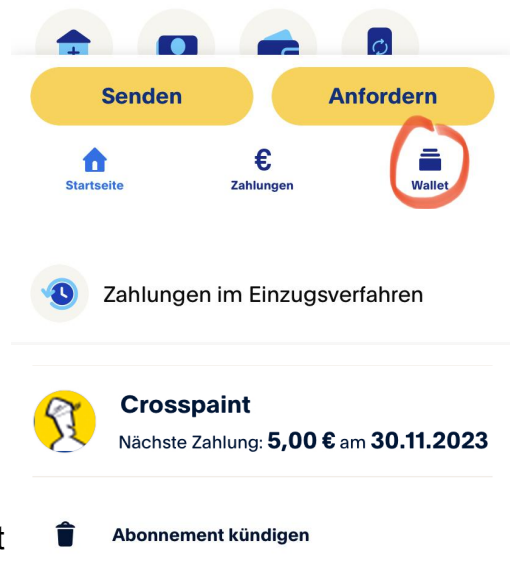 Senden
Anfordern
€
Startseite
Zahlungen
Wallet
Zahlungen im Einzugsverfahren
Crosspaint
Nächste Zahlung: 5,00 € am 30.11.2023
t
Abonnement kündigen